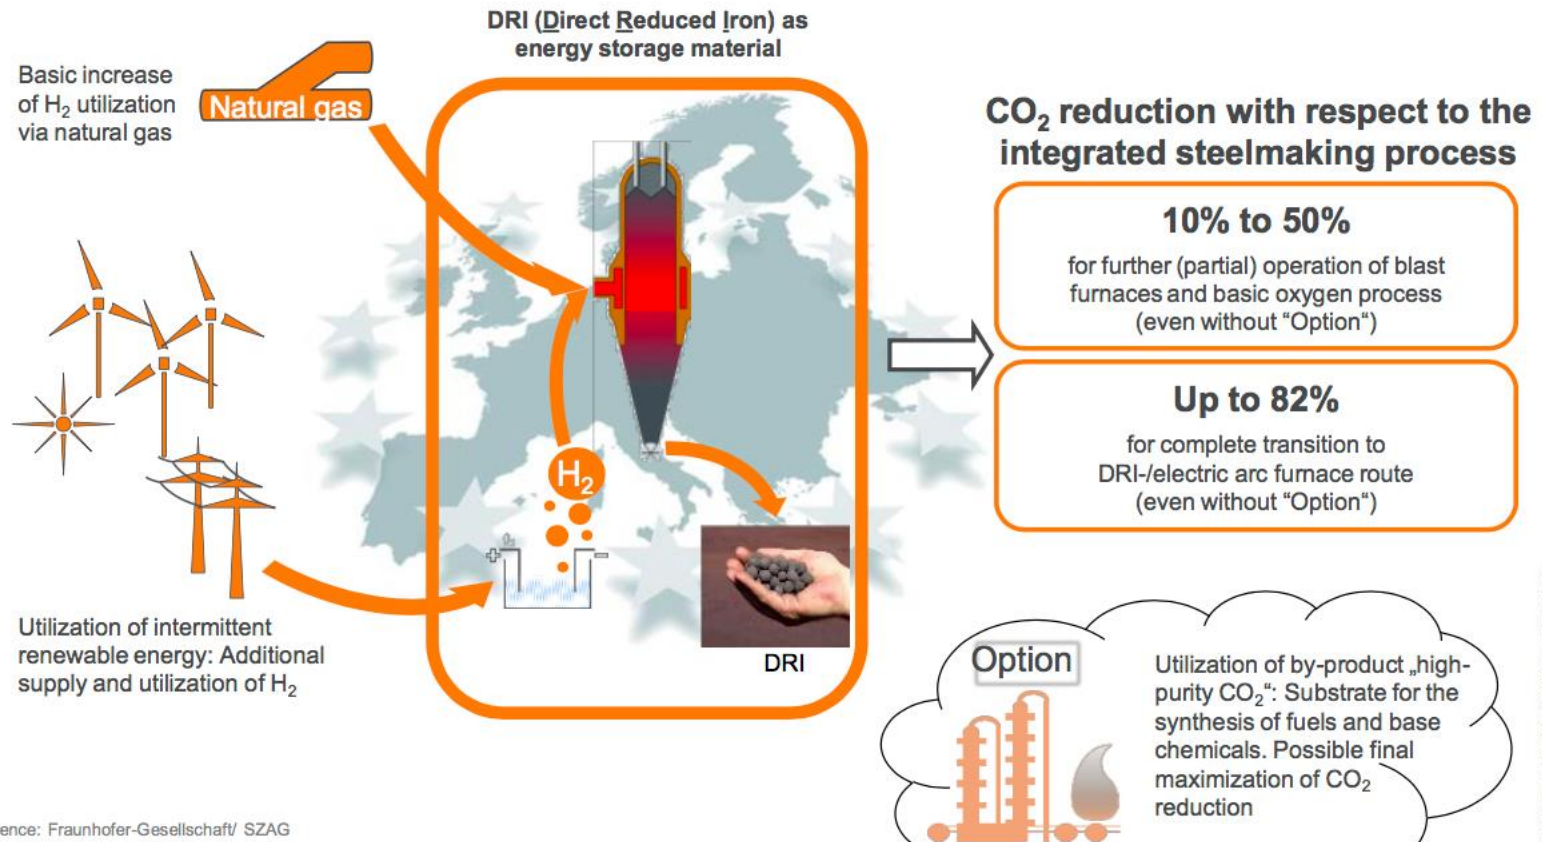 DRI (Direct Reduced Iron) as
energy storage material
Basic increase
of H₂ utilization
via natural gas
Natural gas
CO₂ reduction with respect to the
integrated steelmaking process
10% to 50%
for further (partial) operation of blast
furnaces and basic oxygen process
(even without “Option“)
Up to 82%
for complete transition to
DRI-/electric arc furnace route
(even without “Option“)
H₂
+
−
DRI
Utilization of intermittent
renewable energy: Additional
supply and utilization of H₂
Option
Utilization of by-product „high-
purity CO₂“: Substrate for the
synthesis of fuels and base
chemicals. Possible final
maximization of CO₂
reduction
ence: Fraunhofer-Gesellschaft/ SZAG